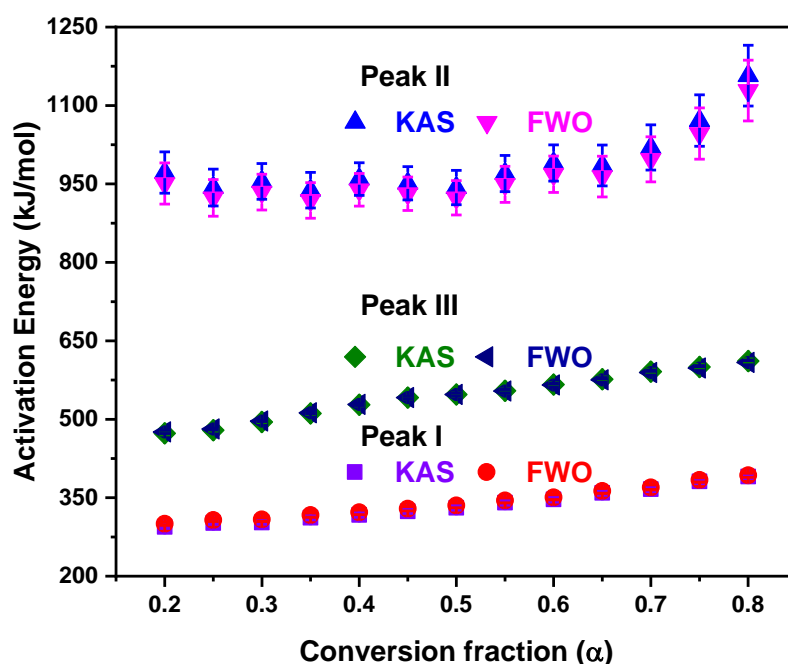 1250
1100
950
800
650
500
350
200
Activation Energy (kJ/mol)
Peak II
KAS FWO
Peak III
KAS FWO
Peak I
KAS FWO
0.2 0.3 0.4 0.5 0.6 0.7 0.8
Conversion fraction (α)